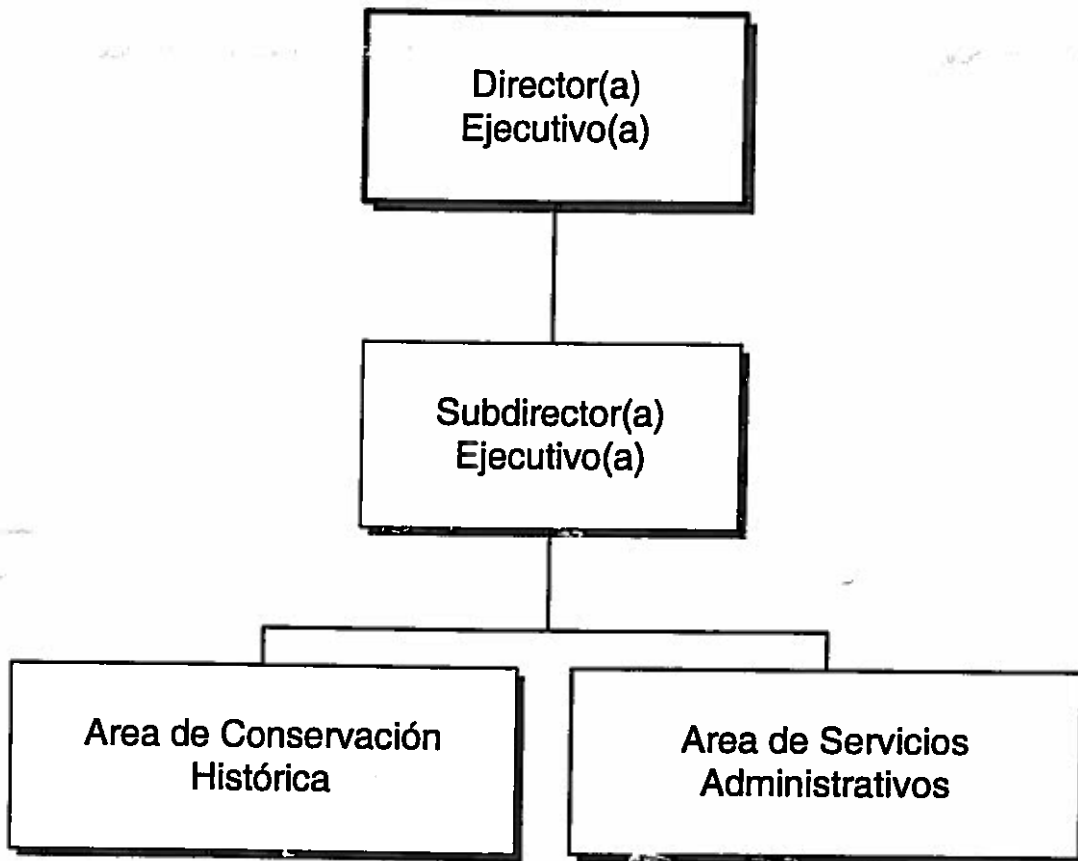 Director(a)
Ejecutivo(a)
Subdirector(a)
Ejecutivo(a)
Area de Conservación
Histórica
Area de Servicios
Administrativos